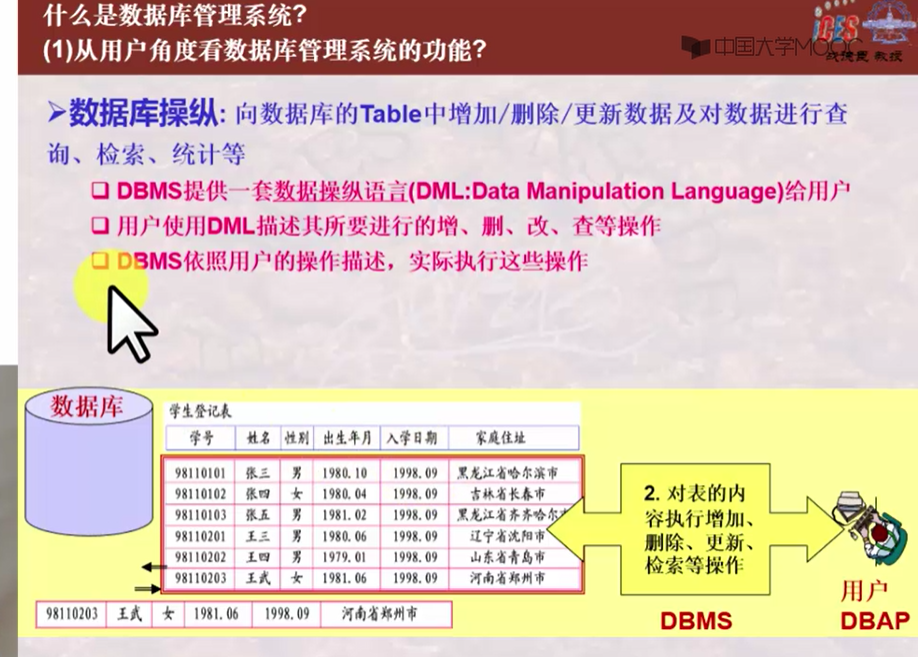 什么是数据库管理系统?
(1)从用户角度看数据库管理系统的功能?
iCES
中国大学MOOC
战德臣 教授
➢数据库操纵: 向数据库的Table中增加/删除/更新数据及对数据进行查
询、检索、统计等
❑ DBMS提供一套数据操纵语言(DML:Data Manipulation Language)给用户
❑ 用户使用DML描述其所要进行的增、删、改、查等操作
❑ DBMS依照用户的操作描述，实际执行这些操作
数据库
学生登记表
学号 姓名 性别 出生年月 入学日期 家庭住址
98110101 张三 男 1980.10 1998.09 黑龙江省哈尔滨市
98110102 张四 女 1980.04 1998.09 吉林省长春市
98110103 张五 男 1981.02 1998.09 黑龙江省齐齐哈尔
98110201 王三 男 1980.06 1998.09 辽宁省沈阳市
98110202 王四 男 1979.01 1998.09 山东省青岛市
98110203 王武 女 1981.06 1998.09 河南省郑州市
98110203 王武 女 1981.06 1998.09 河南省郑州市
2. 对表的内
容执行增加、
删除、更新、
检索等操作
DBMS
用户
DBAP